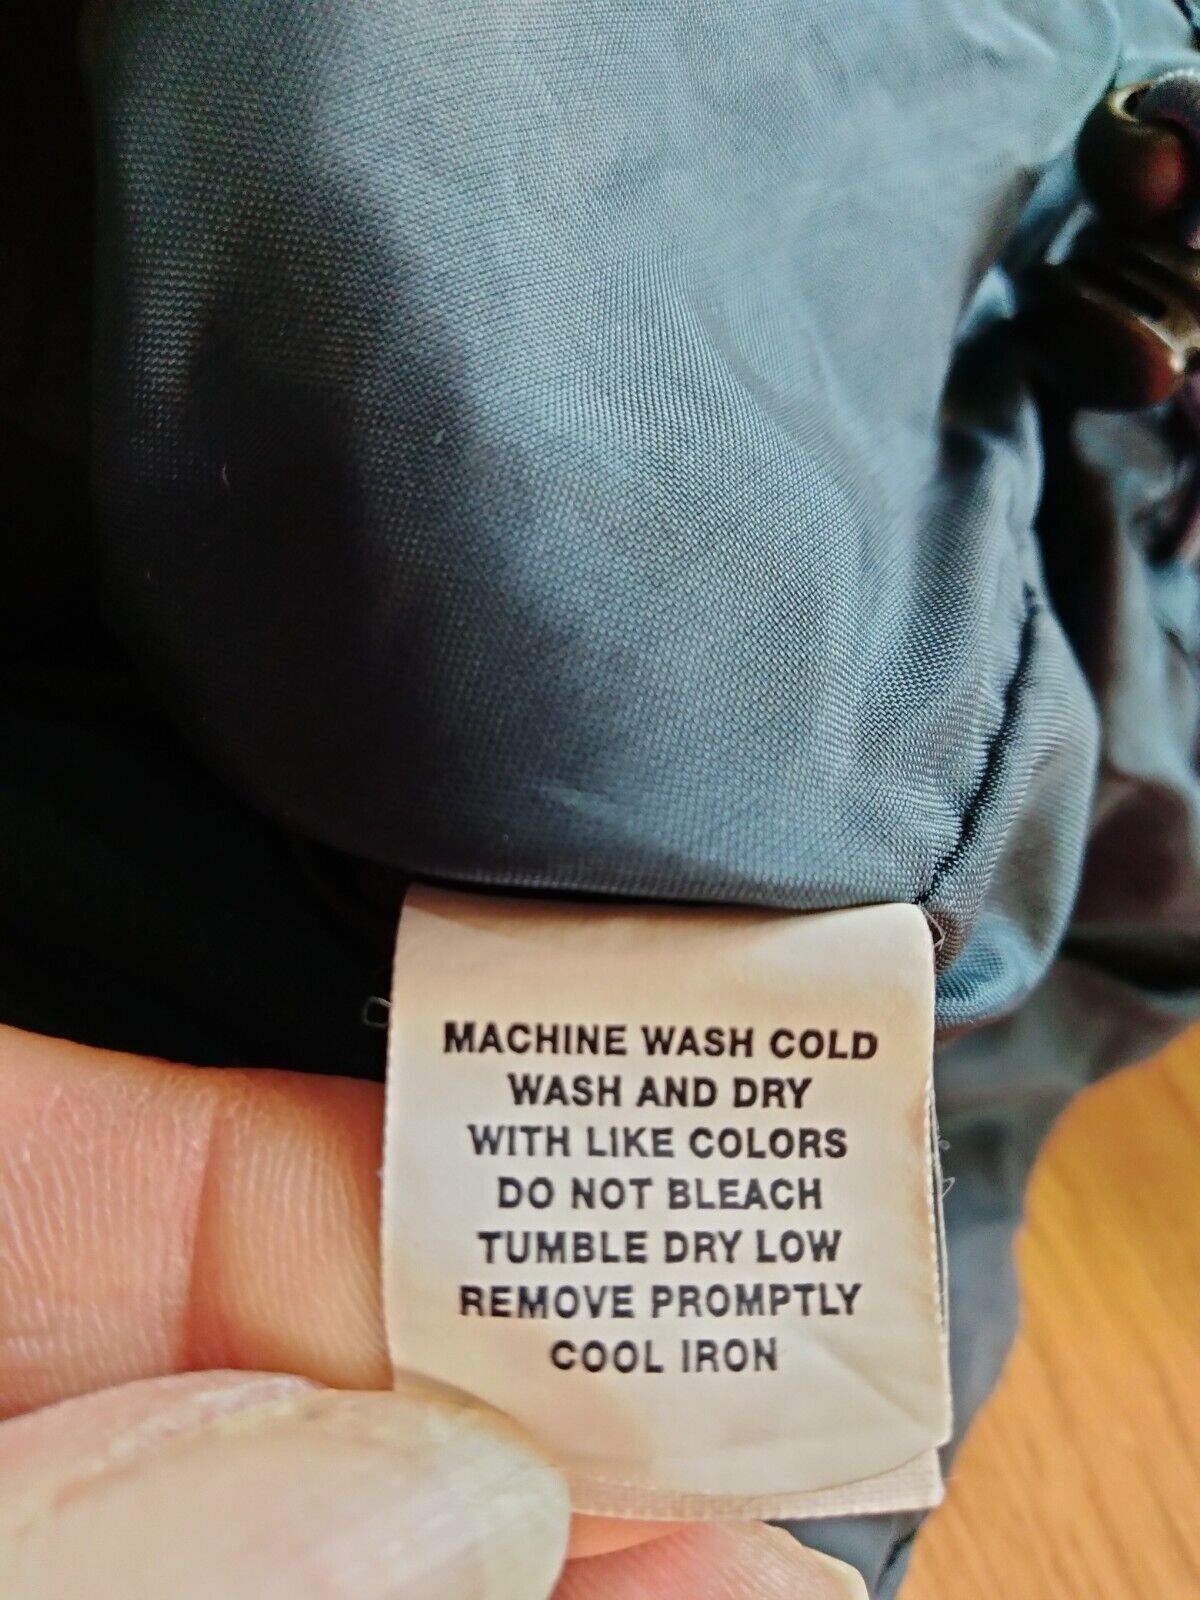 MACHINE WASH COLD
WASH AND DRY
WITH LIKE COLORS
DO NOT BLEACH
TUMBLE DRY LOW
REMOVE PROMPTLY
COOL IRON